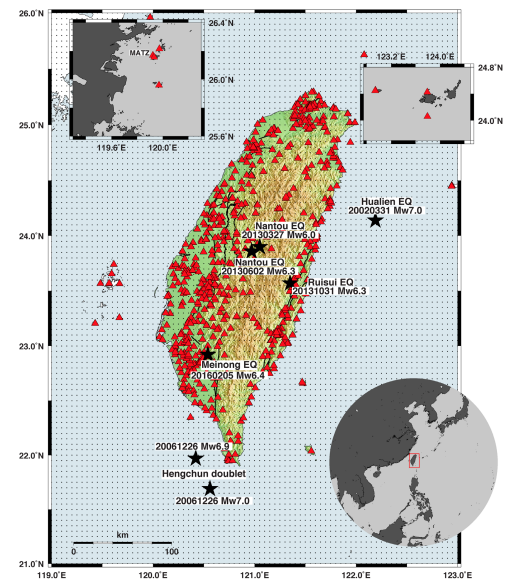 26.0°N
26.4°N
MATZ
26.0°N
25.6°N
119.6°E 120.0°E
123.2°E 124.0°E
24.8°N
24.0°N
25.0°N
Hualien EQ
20020331 Mw7.0
Nantou EQ
20130327 Mw6.0
24.0°N
Nantou EQ
20130602 Mw6.3
Ruisui EQ
20131031 Mw6.3
23.0°N
Meinong EQ
20160205 Mw6.4
20061226 Mw6.9
22.0°N
Hengchun doublet
20061226 Mw7.0
km
0 100
21.0°N
119.0°E 120.0°E 121.0°E 122.0°E 123.0°E